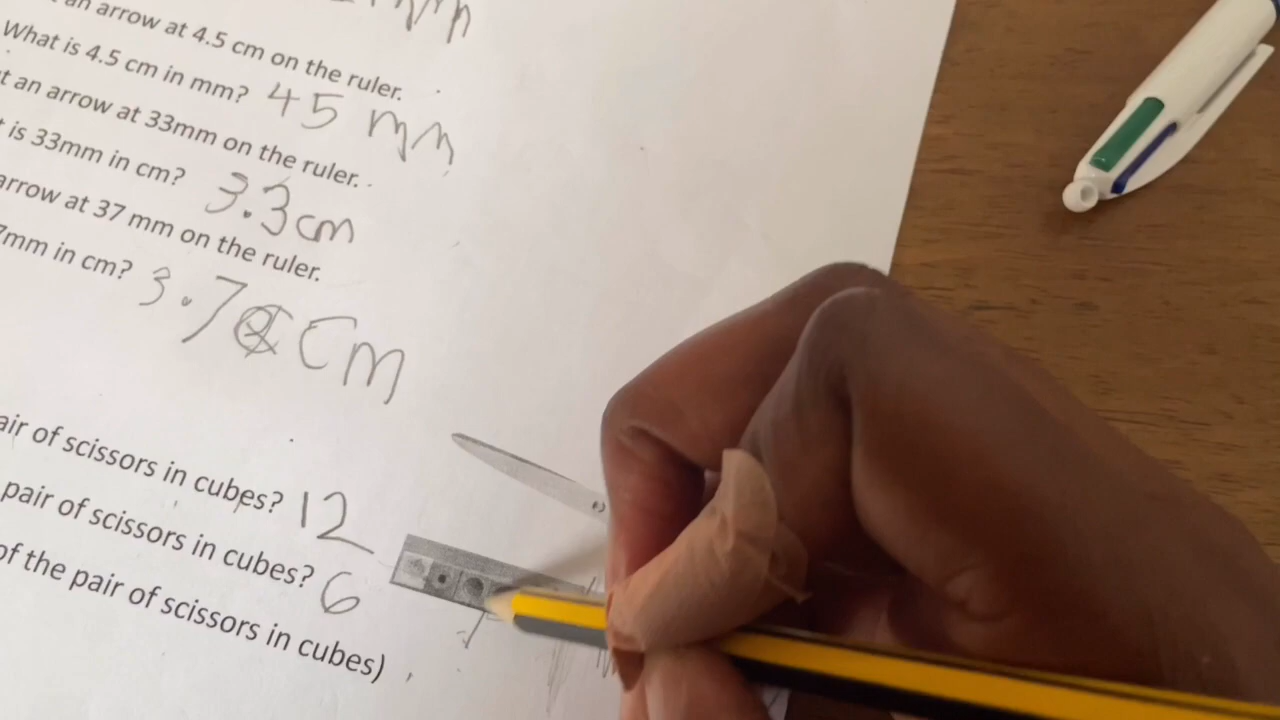 an arrow at 4.5 cm on the ruler.
What is 4.5 cm in mm? 45 mm
an arrow at 33mm on the ruler.
is 33mm in cm? 3.3cm
arrow at 37 mm on the ruler.
7mm in cm? 3.7 cm
air of scissors in cubes? 12
pair of scissors in cubes? 6
of the pair of scissors in cubes)